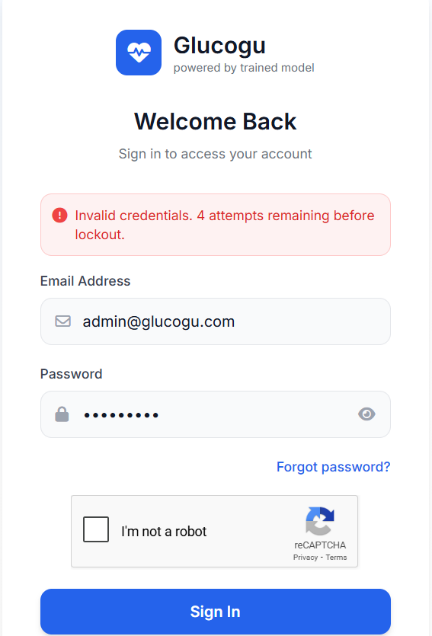 Glucogu
powered by trained model
Welcome Back
Sign in to access your account
Invalid credentials. 4 attempts remaining before
lockout.
Email Address
admin@glucogu.com
Password
•••••••••
Forgot password?
I'm not a robot
reCAPTCHA
Privacy - Terms
Sign In